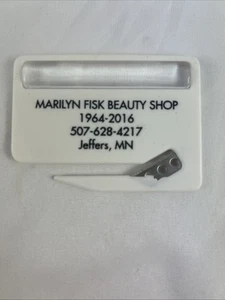 MARILYN FISK BEAUTY SHOP
1964-2016
507-628-4217
Jeffers, MN